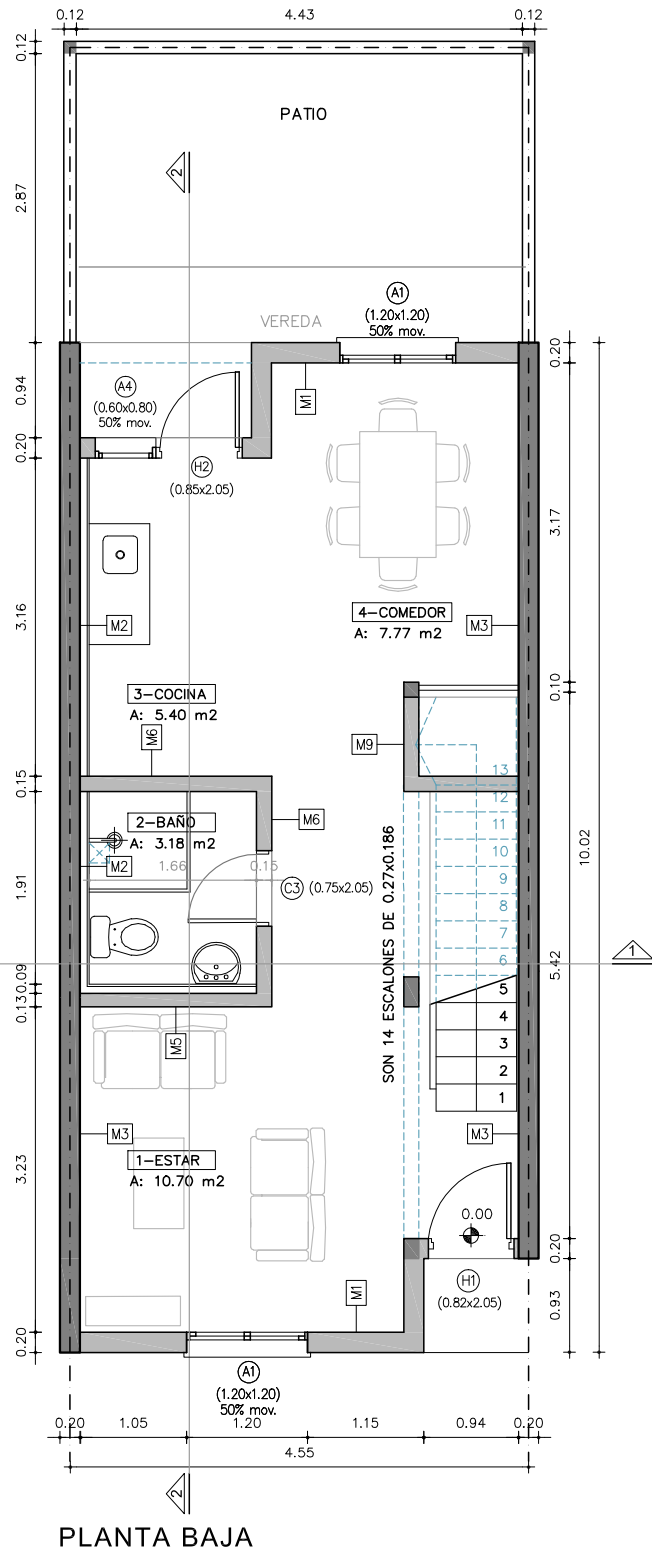 0.12
4.43
0.12
0.12
PATIO
2
2.87
A1
(1.20x1.20)
50% mov.
VEREDA
0.20
0.94
A4
(0.60x0.80)
50% mov.
M1
0.20
H2
(0.85x2.05)
3.17
3.16
M2
4-COMEDOR
A: 7.77 m2
M3
3-COCINA
A: 5.40 m2
0.10
M6
M9
0.15
13
12
11
10
9
8
7
6
5
4
3
2
1
2-BAÑO
A: 3.18 m2
M6
M2
1.66
0.15
C3 (0.75x2.05)
1.91
10.02
SON 14 ESCALONES DE 0.27x0.186
5.42
1
0.09
0.13
M5
M3
M3
1-ESTAR
A: 10.70 m2
3.23
0.00
0.20
H1
(0.82x2.05)
0.93
M1
0.20
A1
(1.20x1.20)
50% mov.
0.20
1.05
1.20
1.15
0.94
0.20
4.55
2
PLANTA BAJA